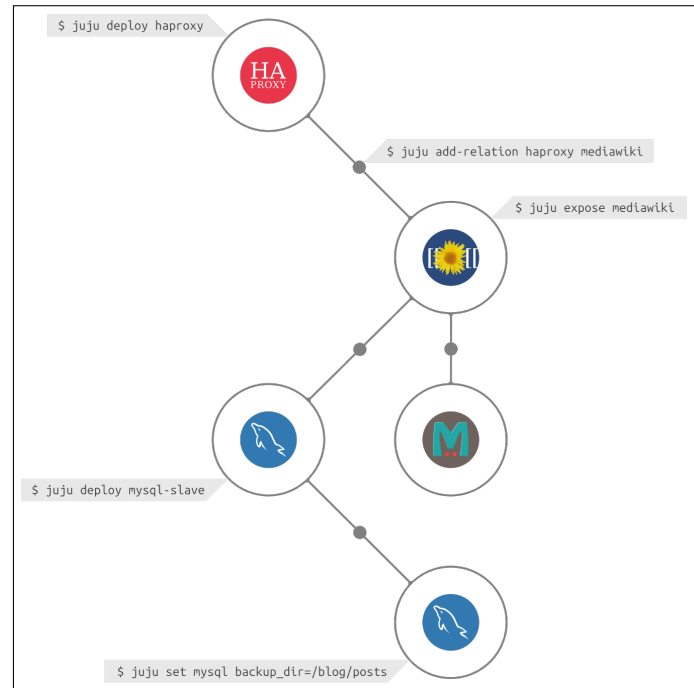 $ juju deploy haproxy
HA
PROXY
$ juju add-relation haproxy mediawiki
$ juju expose mediawiki
[[ [[
M
$ juju deploy mysql-slave
$ juju set mysql backup_dir=/blog/posts